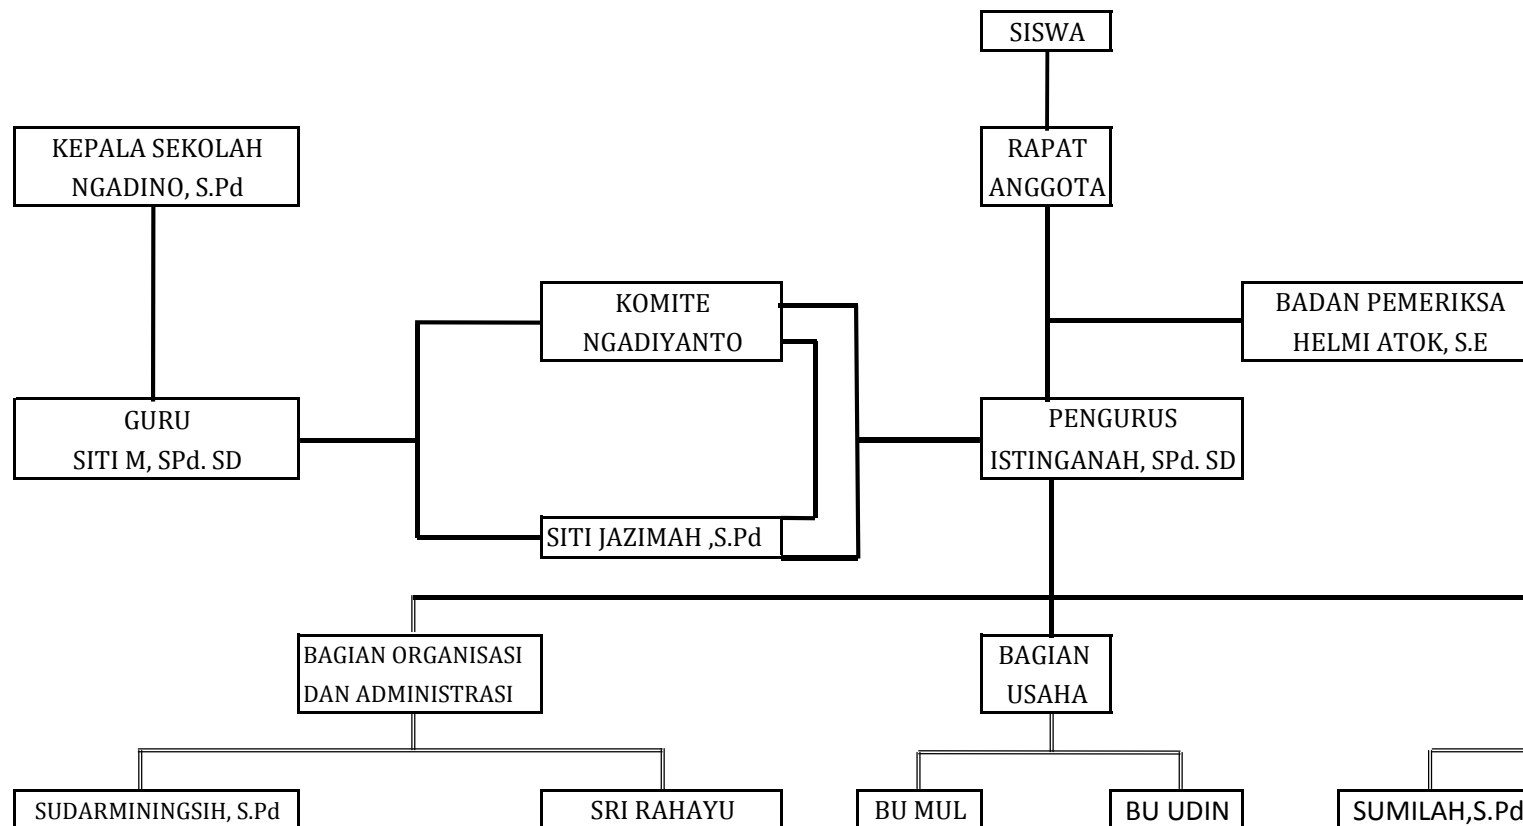 SISWA
KEPALA SEKOLAH
NGADINO, S.Pd
RAPAT
ANGGOTA
KOMITE
NGADIYANTO
BADAN PEMERIKSA
HELMI ATOK, S.E
GURU
SITI M, SPd. SD
PENGURUS
ISTINGANAH, SPd. SD
SITI JAZIMAH ,S.Pd
BAGIAN ORGANISASI
DAN ADMINISTRASI
BAGIAN
USAHA
SUDARMININGSIH, S.Pd
SRI RAHAYU
BU MUL
BU UDIN
SUMILAH,S.Pd